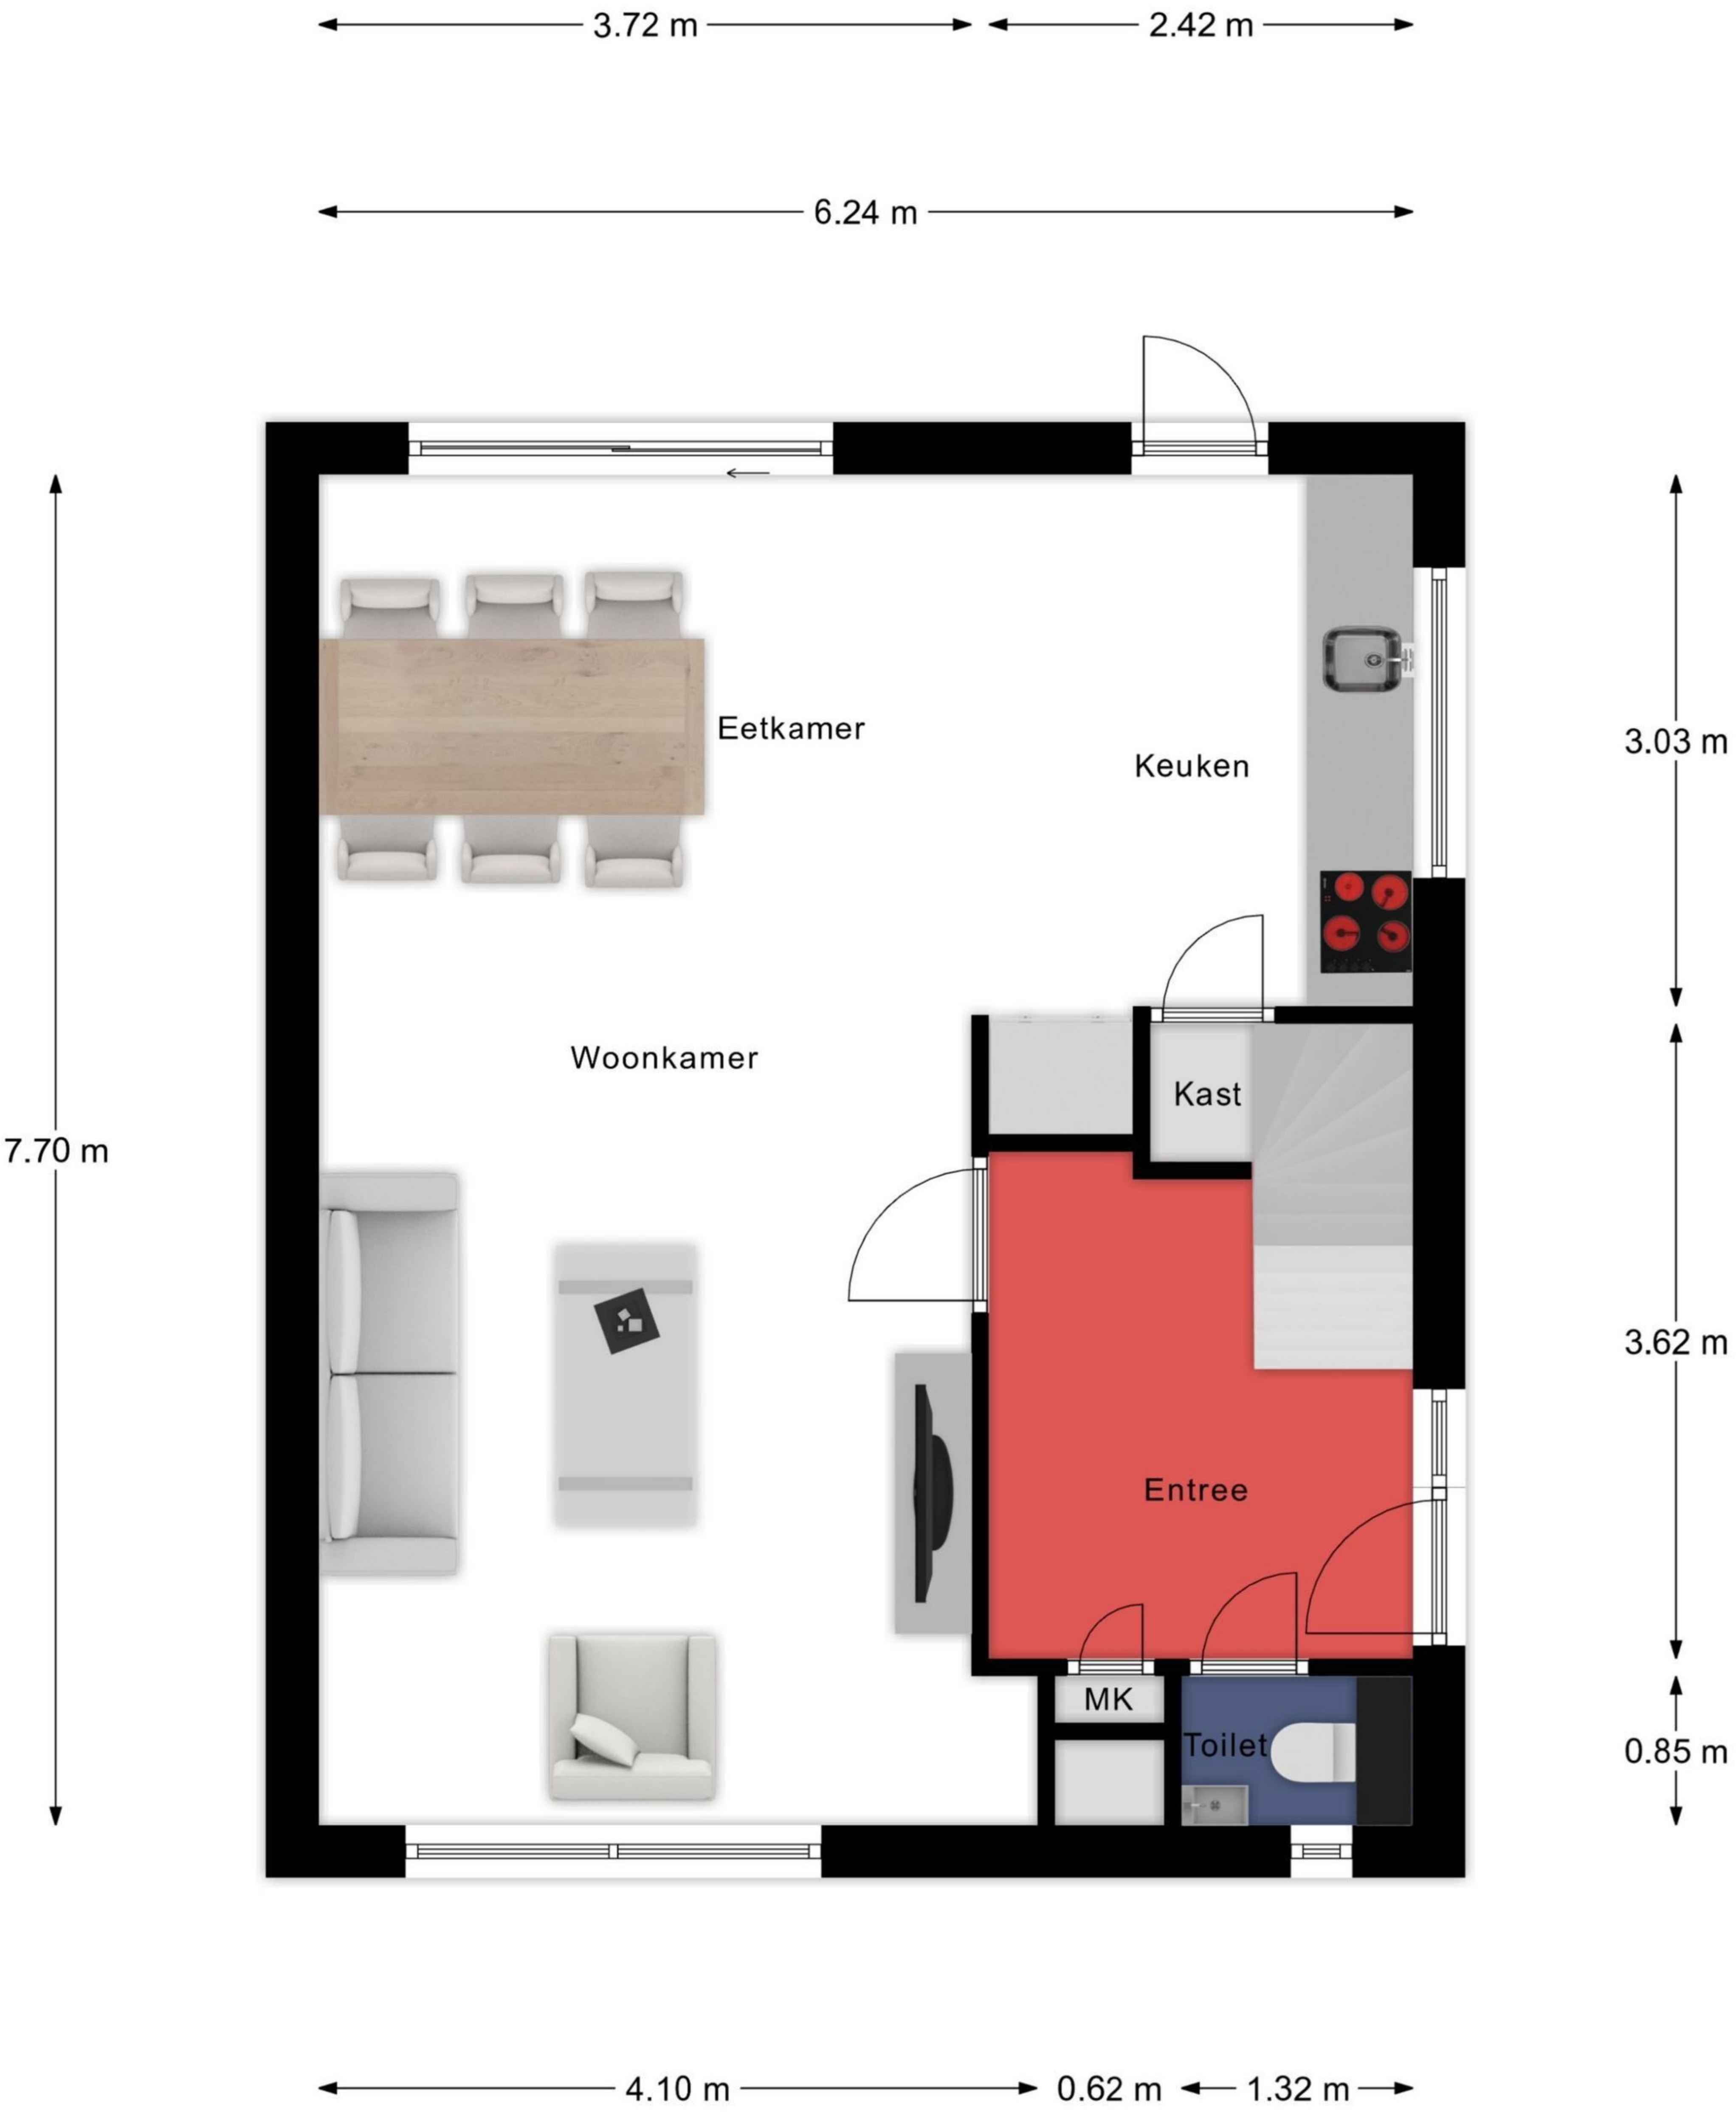 3.72 m
2.42 m
6.24 m
Eetkamer
Keuken
3.03 m
Woonkamer
Kast
7.70 m
3.62 m
Entree
MK
Toilet
0.85 m
4.10 m
0.62 m
1.32 m